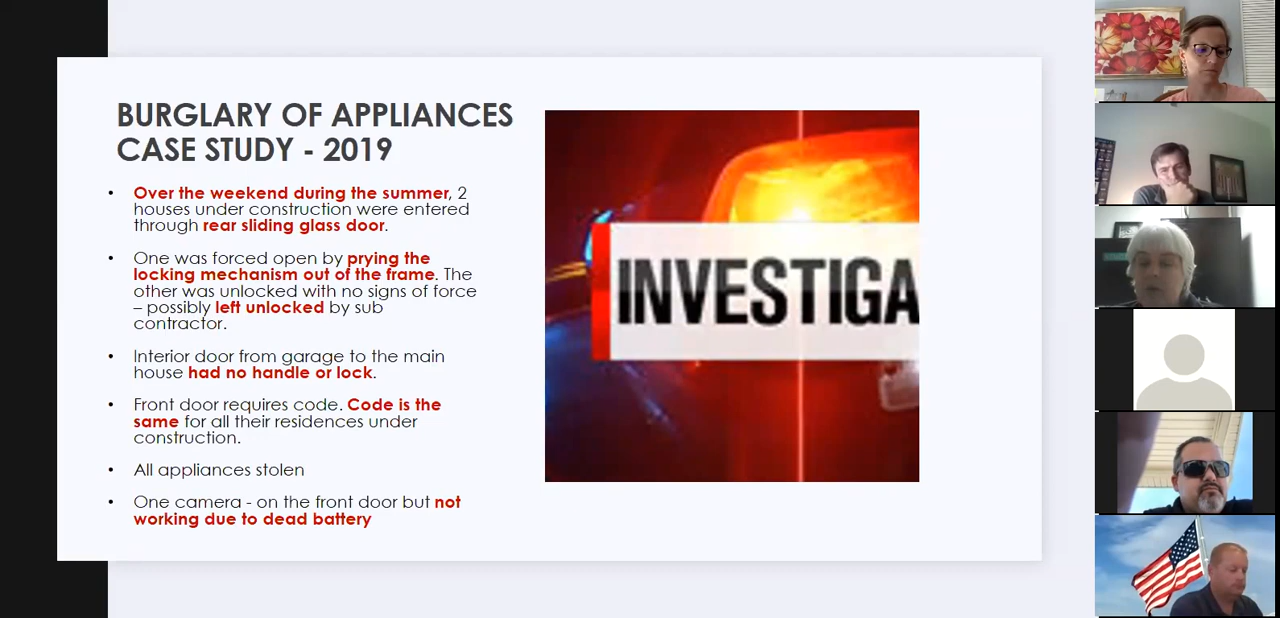 BURGLARY OF APPLIANCES
CASE STUDY - 2019
• Over the weekend during the summer, 2
houses under construction were entered
through rear sliding glass door.
• One was forced open by prying the
locking mechanism out of the frame. The
other was unlocked with no signs of force
– possibly left unlocked by sub
contractor.
• Interior door from garage to the main
house had no handle or lock.
• Front door requires code. Code is the
same for all their residences under
construction.
• All appliances stolen
• One camera - on the front door but not
working due to dead battery
INVESTIGA